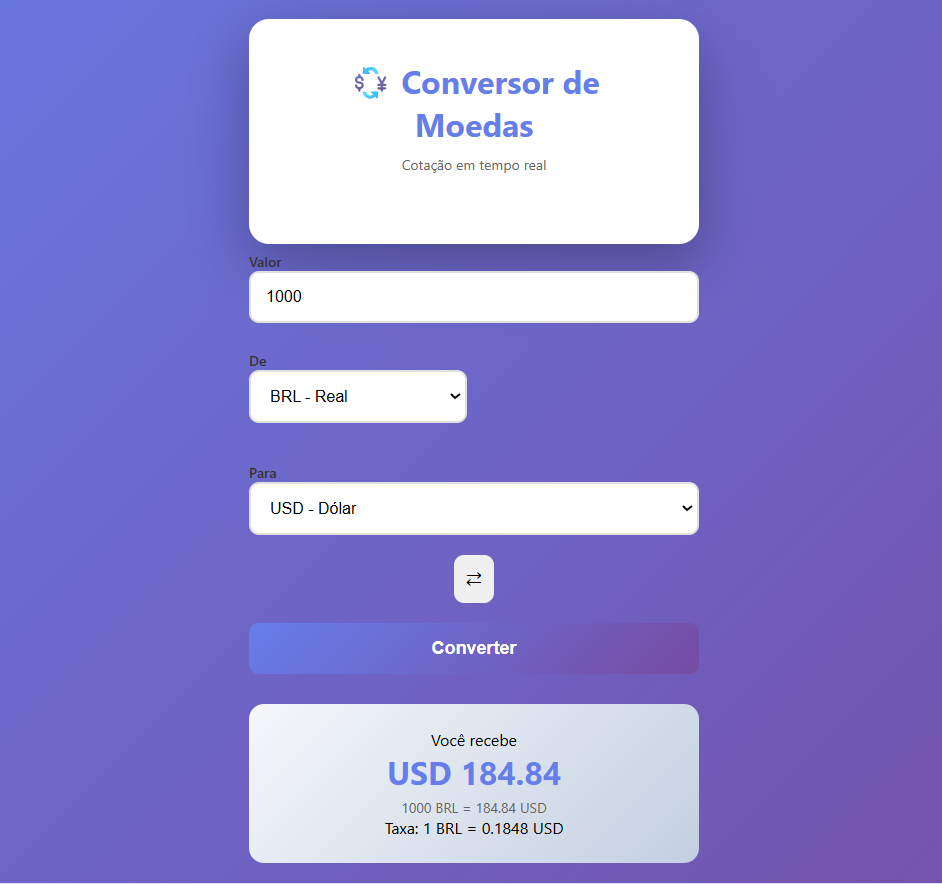 💱 Conversor de
Moedas
Cotação em tempo real
Valor
1000
De
BRL - Real
Para
USD - Dólar
⇄
Converter
Você recebe
USD 184.84
1000 BRL = 184.84 USD
Taxa: 1 BRL = 0.1848 USD